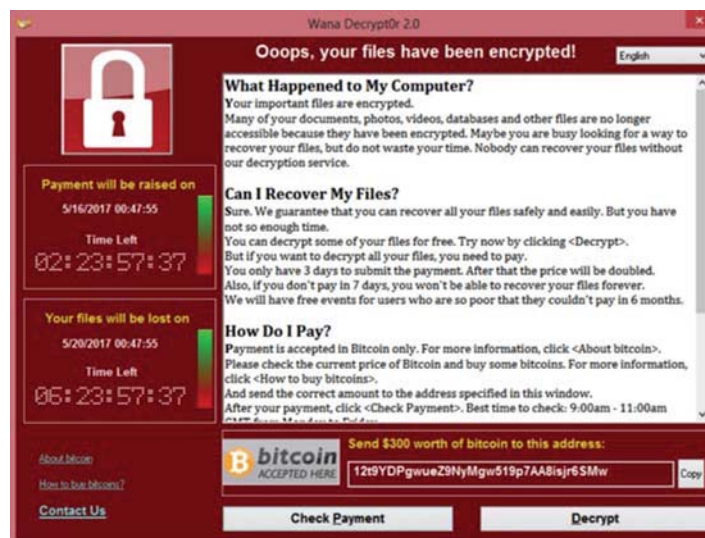 Wana Decrypt0r 2.0
Ooops, your files have been encrypted!
English
What Happened to My Computer?
Your important files are encrypted.
Many of your documents, photos, videos, databases and other files are no longer
accessible because they have been encrypted. Maybe you are busy looking for a way to
recover your files, but do not waste your time. Nobody can recover your files without
our decryption service.
Can I Recover My Files?
Sure. We guarantee that you can recover all your files safely and easily. But you have
not so enough time.
You can decrypt some of your files for free. Try now by clicking <Decrypt>.
But if you want to decrypt all your files, you need to pay.
You only have 3 days to submit the payment. After that the price will be doubled.
Also, if you don't pay in 7 days, you won't be able to recover your files forever.
We will have free events for users who are so poor that they couldn't pay in 6 months.
How Do I Pay?
Payment is accepted in Bitcoin only. For more information, click <About bitcoin>.
Please check the current price of Bitcoin and buy some bitcoins. For more information,
click <How to buy bitcoins>.
And send the correct amount to the address specified in this window.
After your payment, click <Check Payment>. Best time to check: 9:00am - 11:00am
GMT from Monday to Friday.
Payment will be raised on
5/16/2017 00:47:55
Time Left
02:23:57:37
Your files will be lost on
5/20/2017 00:47:55
Time Left
06:23:57:37
About bitcoin
How to buy bitcoins?
Contact Us
bitcoin
ACCEPTED HERE
Send $300 worth of bitcoin to this address:
12t9YDPgwueZ9NyMgw519p7AA8isjr6SMw
Copy
Check Payment
Decrypt